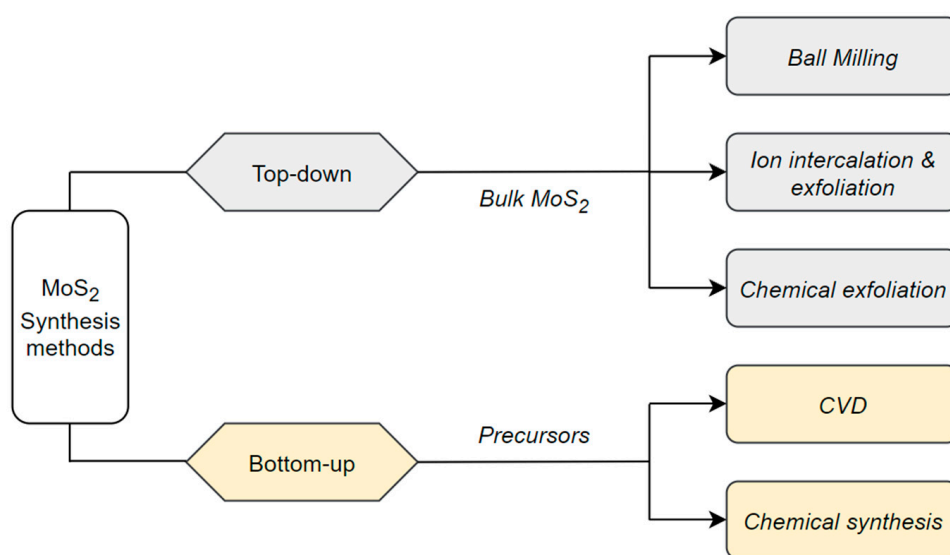 MoS2
Synthesis
methods
Top-down
Bulk MoS2
Ball Milling
Ion intercalation &
exfoliation
Chemical exfoliation
Bottom-up
Precursors
CVD
Chemical synthesis